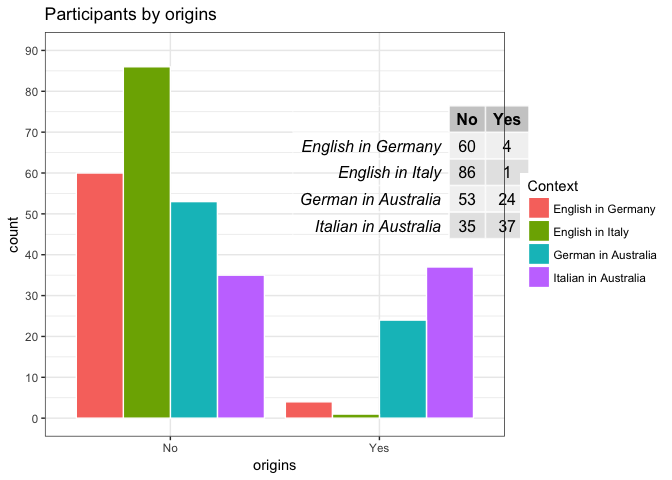 Participants by origins
count
90
80
70
60
50
40
30
20
10
0
No Yes
origins
No Yes
English in Germany 60 4
English in Italy 86 1
German in Australia 53 24
Italian in Australia 35 37
Context
English in Germany
English in Italy
German in Australia
Italian in Australia